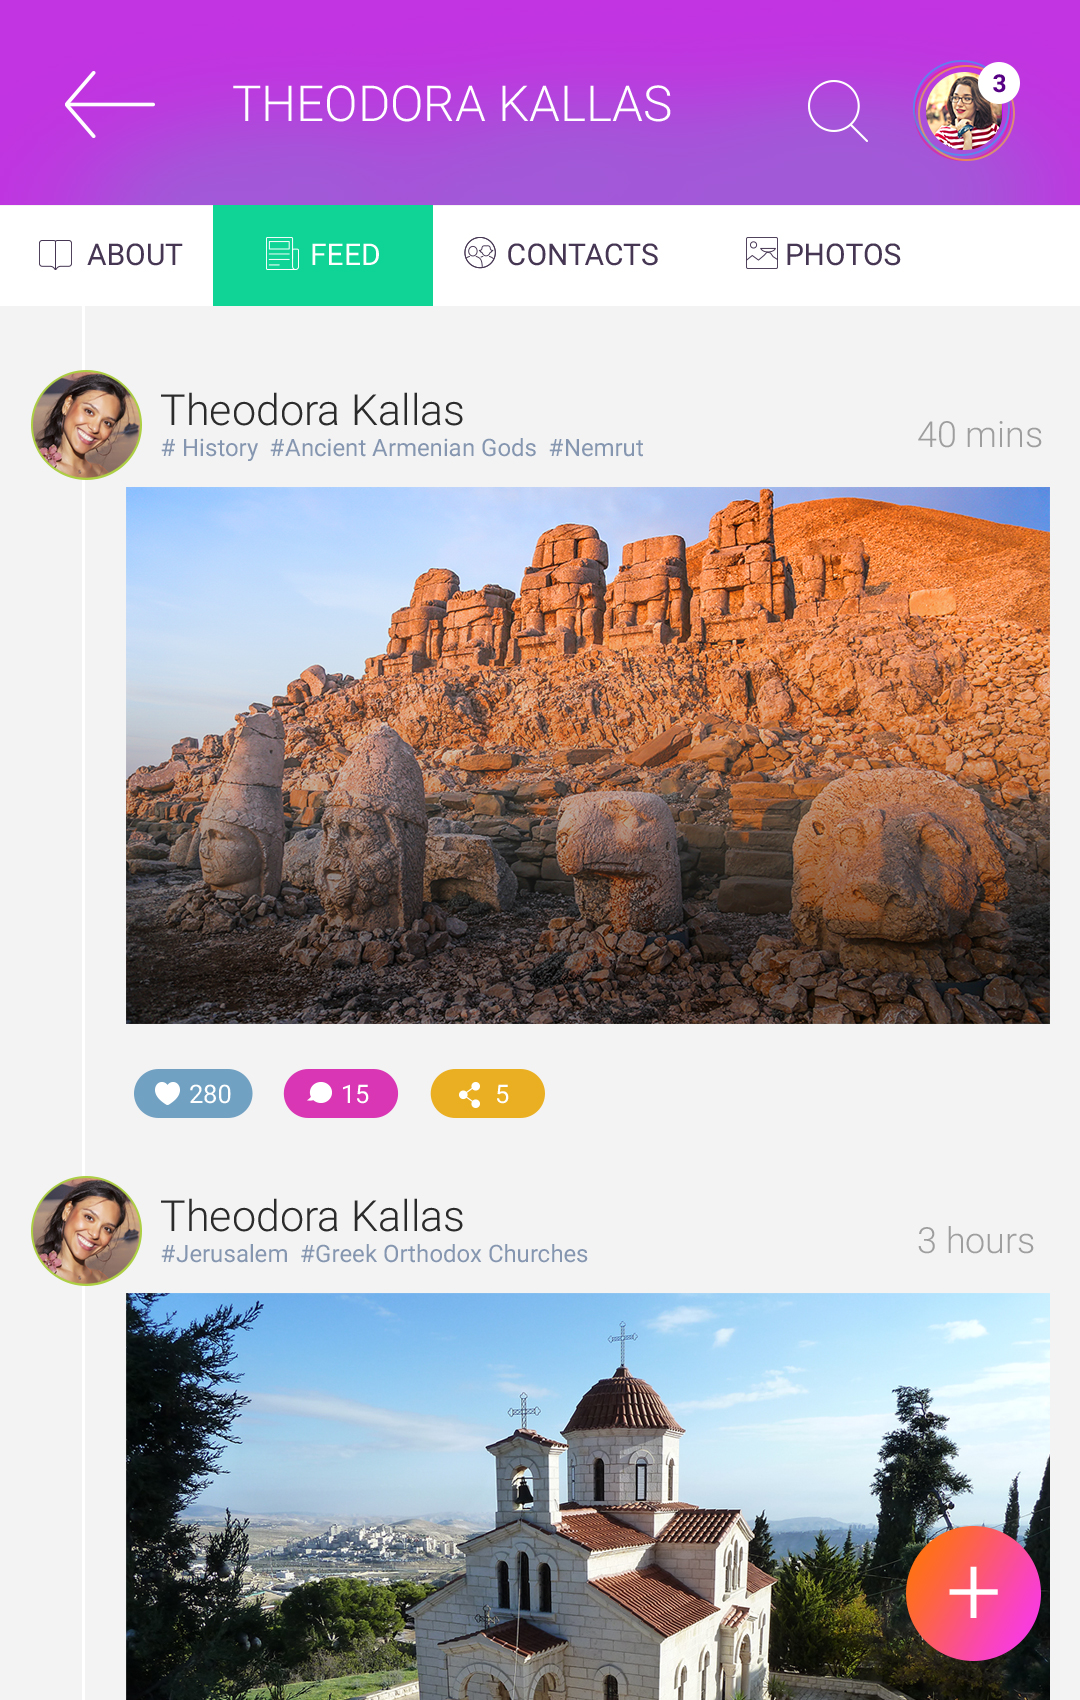 THEODORA KALLAS
3
ABOUT
FEED
CONTACTS
PHOTOS
Theodora Kallas
# History #Ancient Armenian Gods #Nemrut
40 mins
280
15
5
Theodora Kallas
#Jerusalem #Greek Orthodox Churches
3 hours